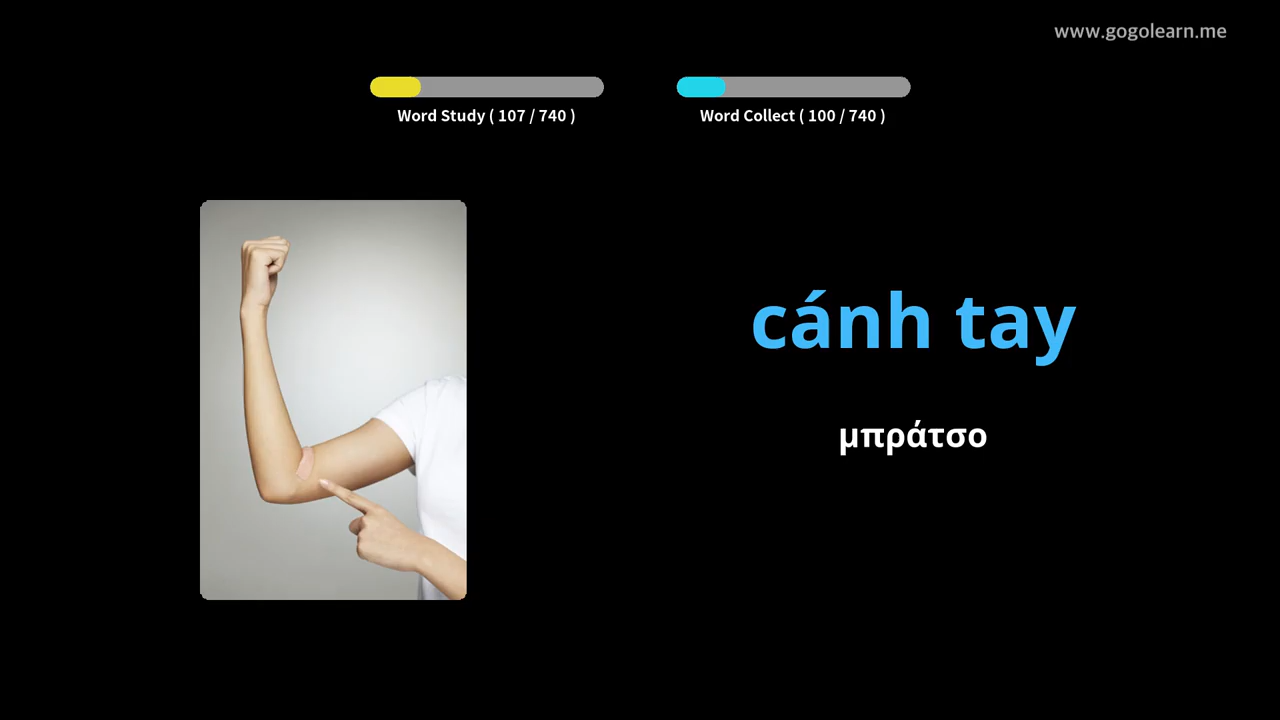 www.gogolearn.me
Word Study ( 107 / 740 )
Word Collect ( 100 / 740 )
cánh tay
μπράτσο